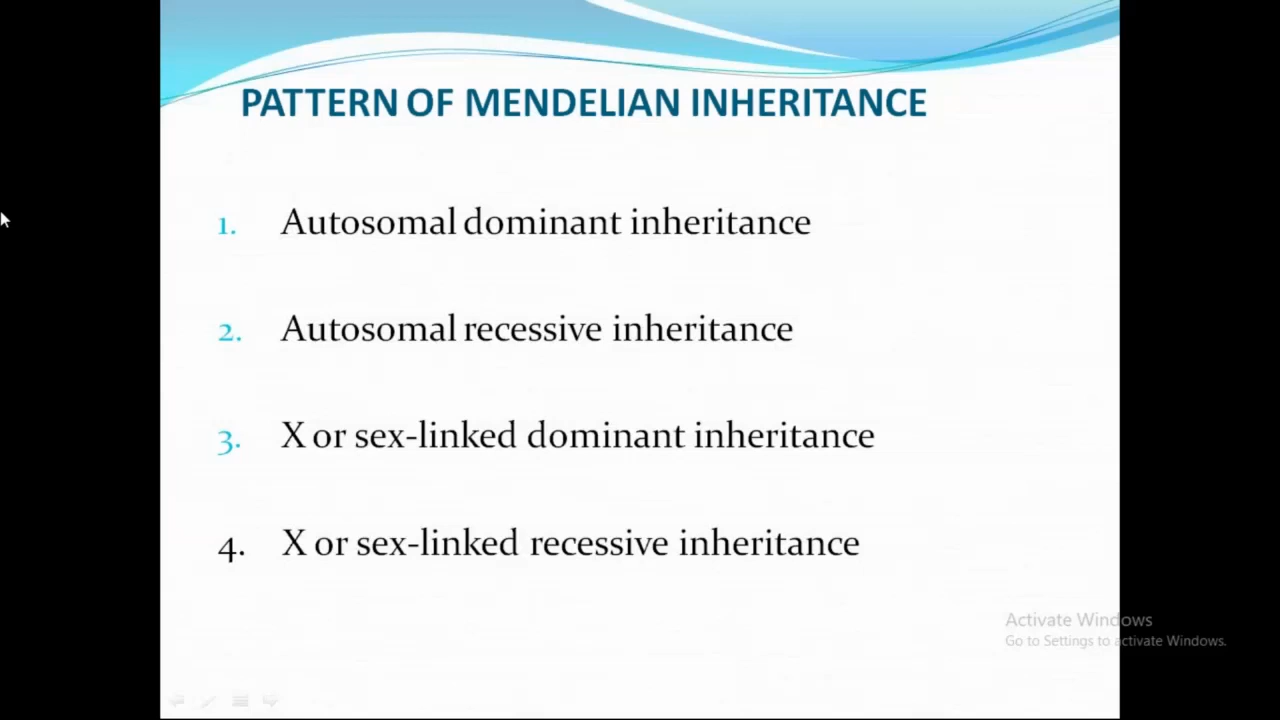 PATTERN OF MENDELIAN INHERITANCE
1. Autosomal dominant inheritance
2. Autosomal recessive inheritance
3. X or sex-linked dominant inheritance
4. X or sex-linked recessive inheritance
Activate Windows
Go to Settings to activate Windows.